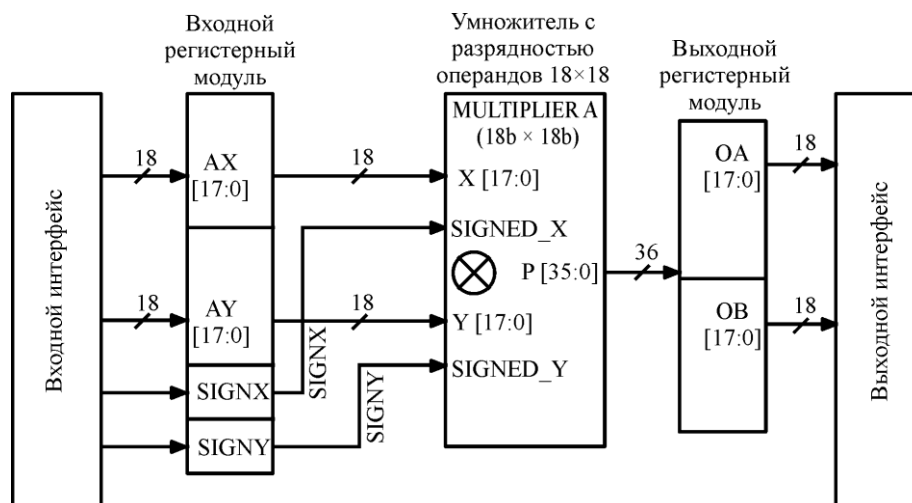 Входной
регистерный
модуль
Умножитель с
разрядностью
операндов 18×18
Выходной
регистерный
модуль
Входной интерфейс
18
AX
[17:0]
18
AY
[17:0]
SIGNX
SIGNY
18
SIGNX
18
SIGNY
MULTIPLIER A
(18b × 18b)
X [17:0]
SIGNED_X
P [35:0]
Y [17:0]
SIGNED_Y
36
OA
[17:0]
OB
[17:0]
18
18
Выходной интерфейс